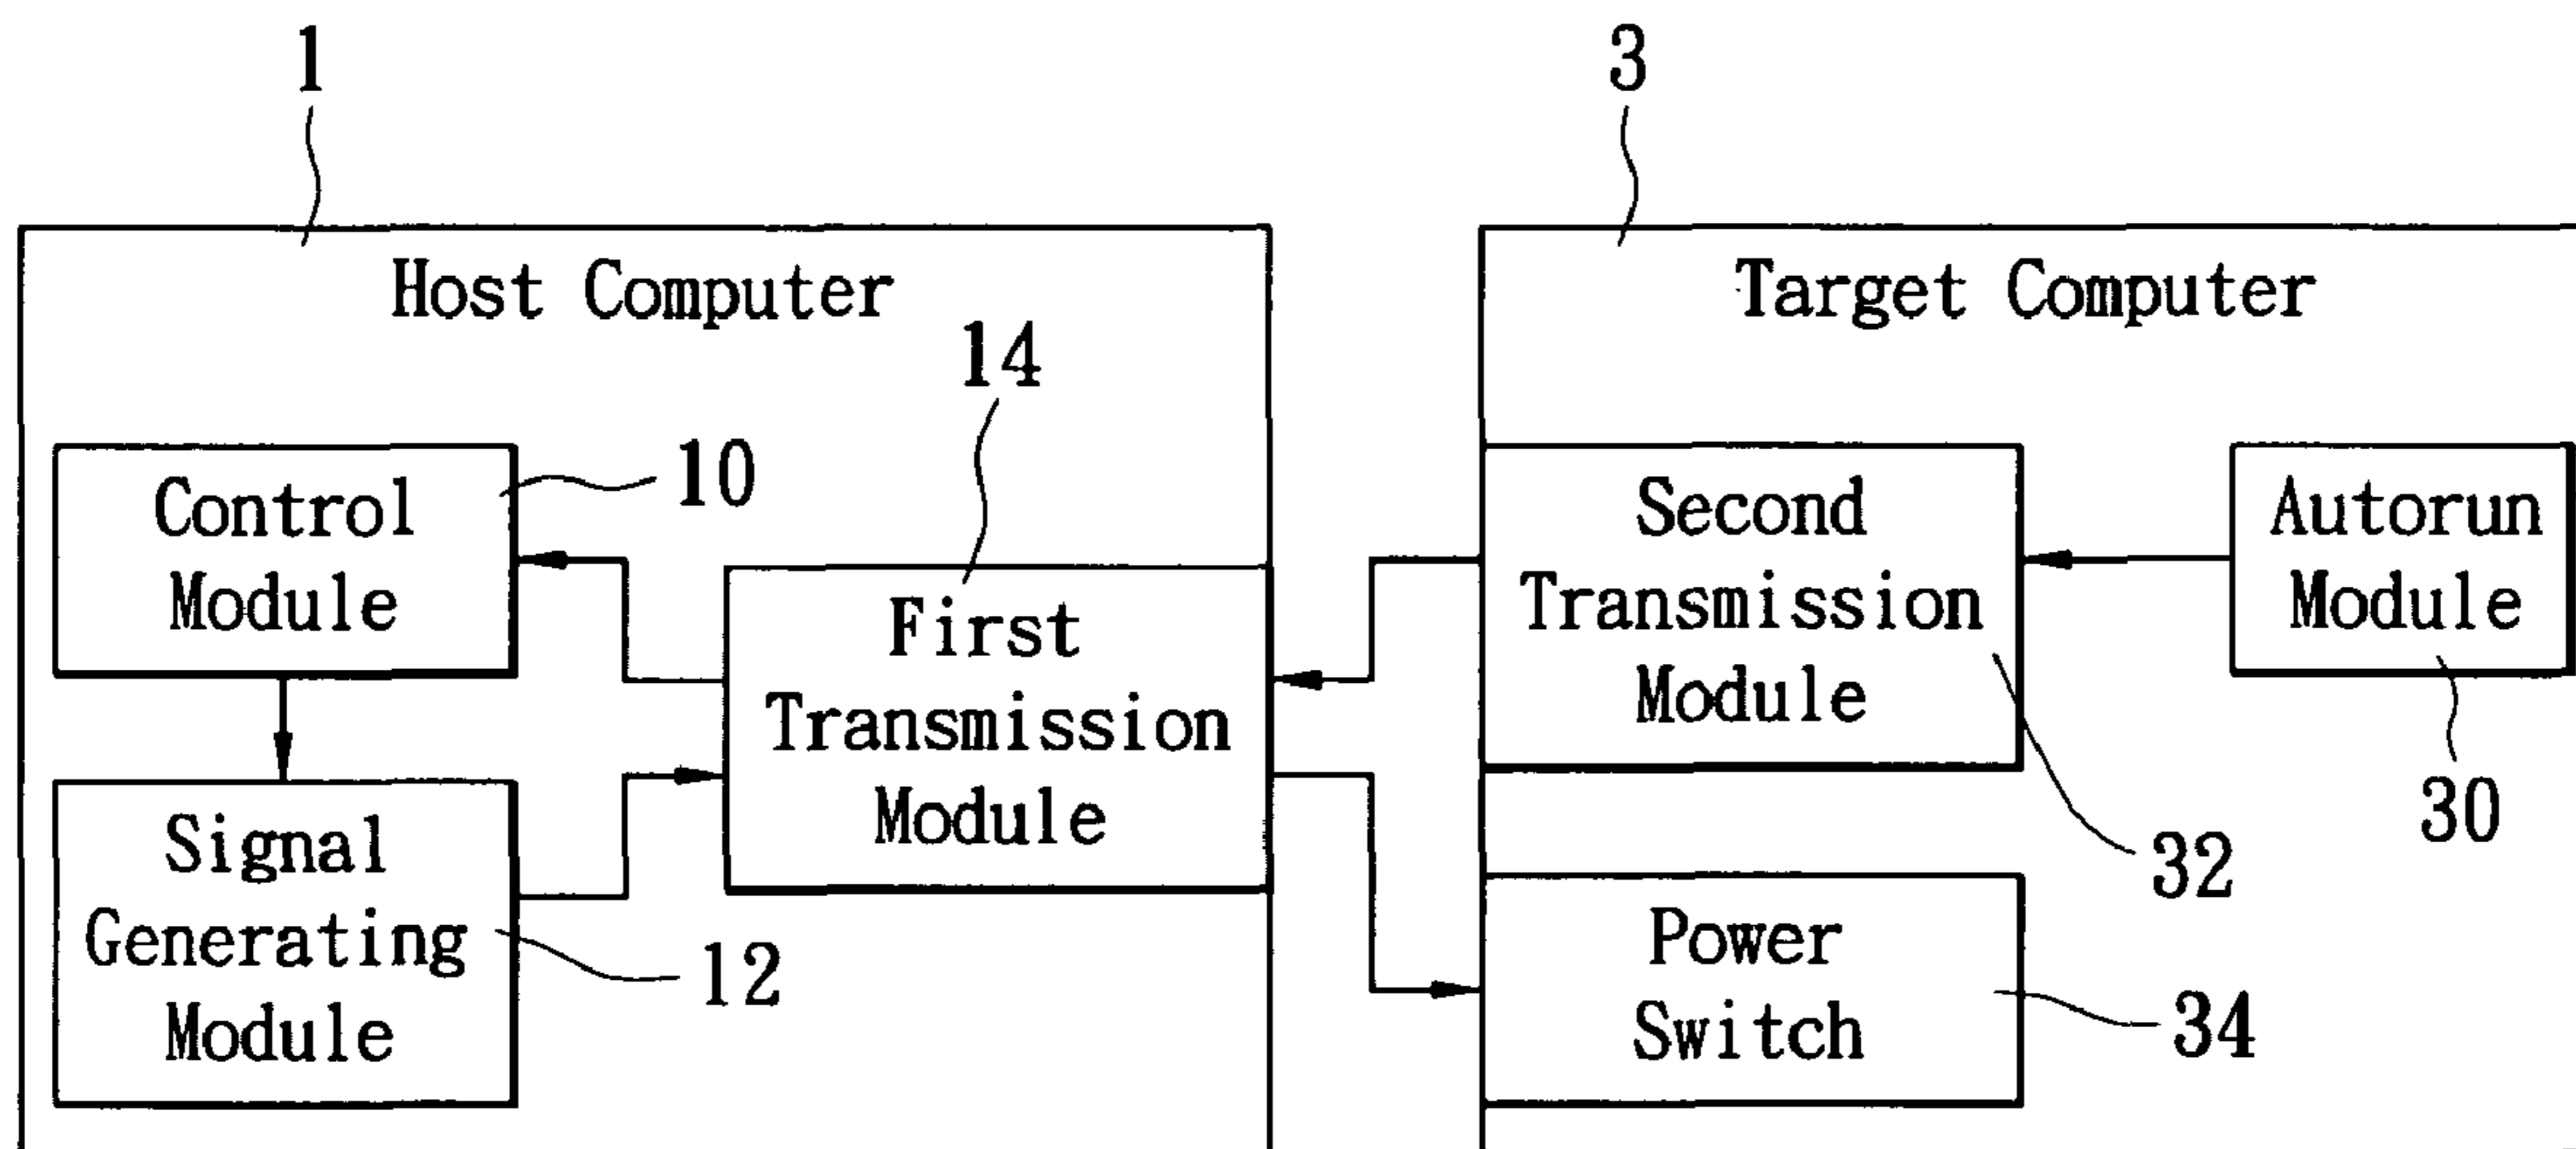 1
3
Host Computer
Target Computer
14
Control
Module
10
First
Transmission
Module
Signal
Generating
Module
12
Second
Transmission
Module
32
Autorun
Module
30
Power
Switch
34